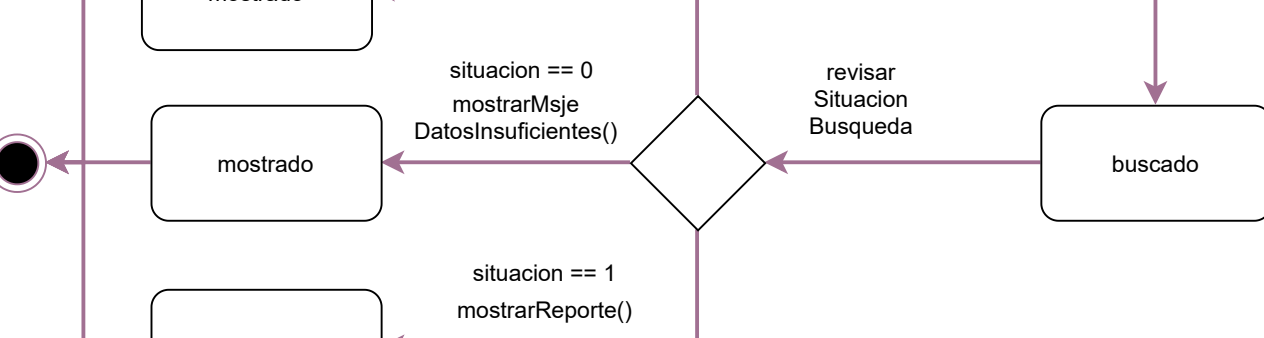 mostrado
situacion == 0
mostrarMsje
DatosInsuficientes()
revisar
Situacion
Busqueda
mostrado
buscado
situacion == 1
mostrarReporte()